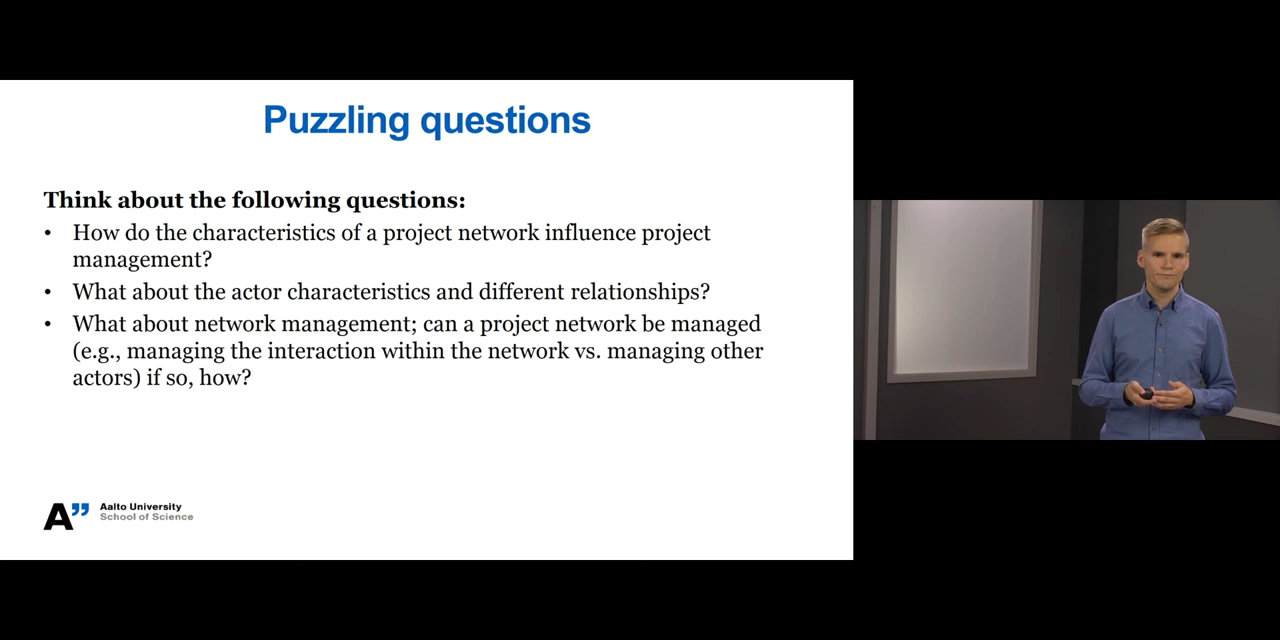 Puzzling questions
Think about the following questions:
• How do the characteristics of a project network influence project
management?
• What about the actor characteristics and different relationships?
• What about network management; can a project network be managed
(e.g., managing the interaction within the network vs. managing other
actors) if so, how?
A”
Aalto University
School of Science